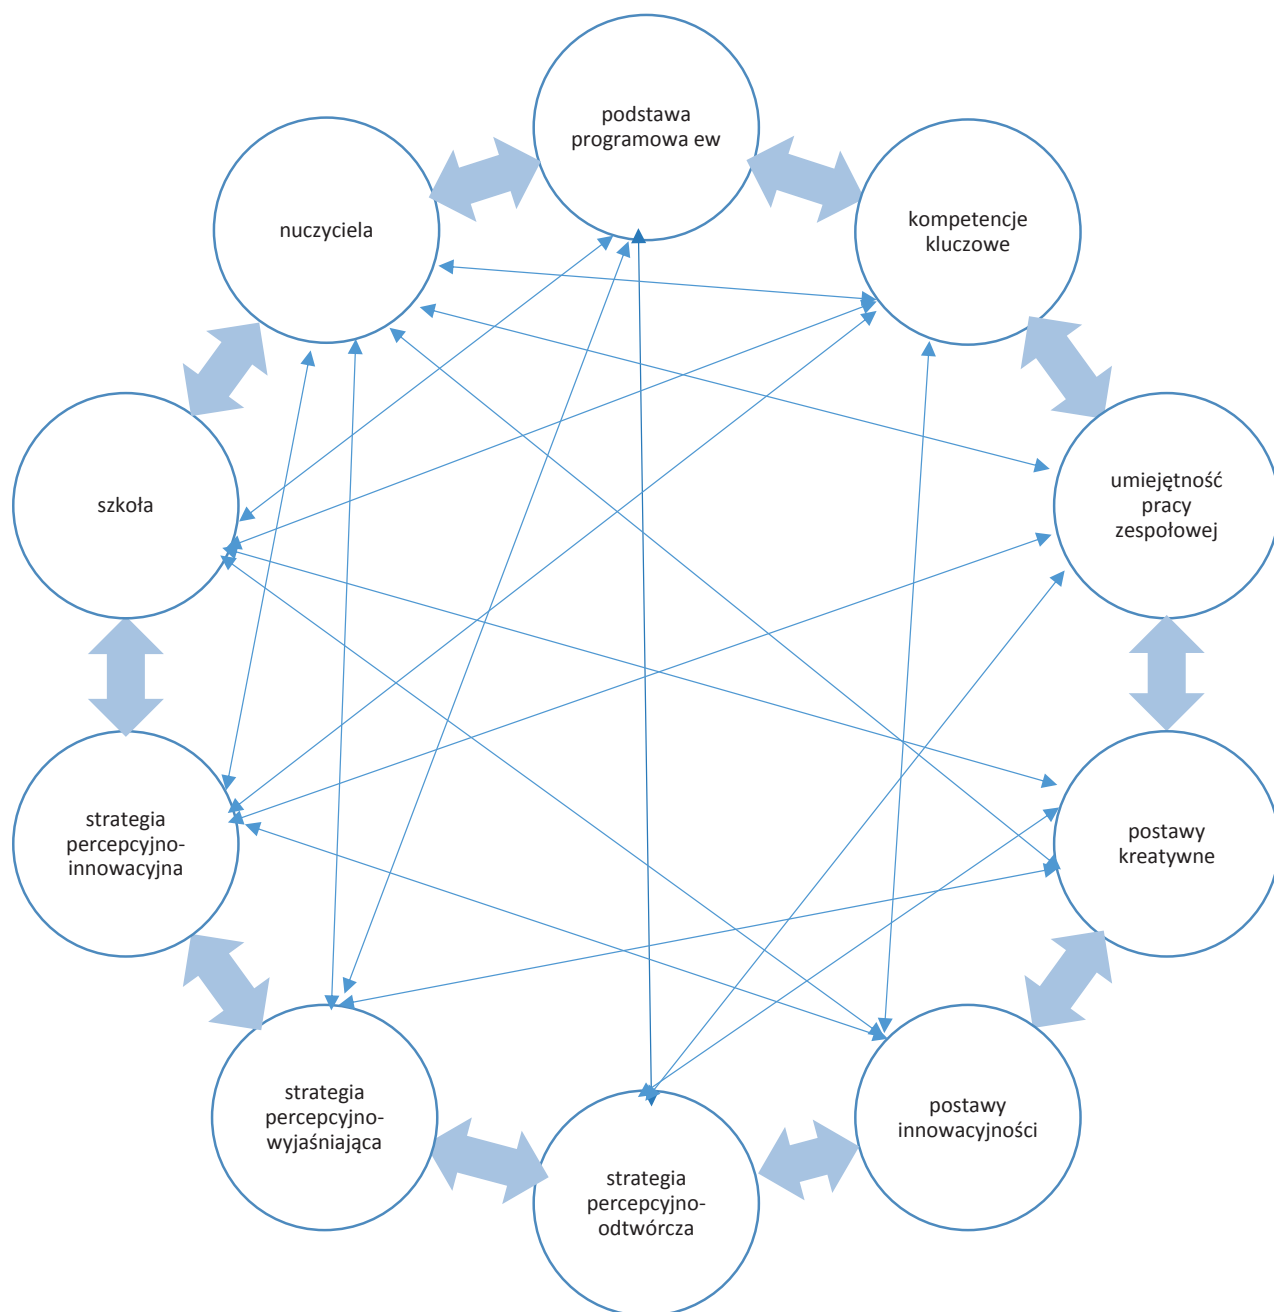 podstawa
programowa ew
nuczyciela
kompetencje
kluczowe
szkoła
umiejętność
pracy
zespołowej
strategia
percepcyjno-
innowacyjna
postawy
kreatywne
strategia
percepcyjno-
wyjaśniająca
postawy
innowacyjności
strategia
percepcyjno-
odtwórcza